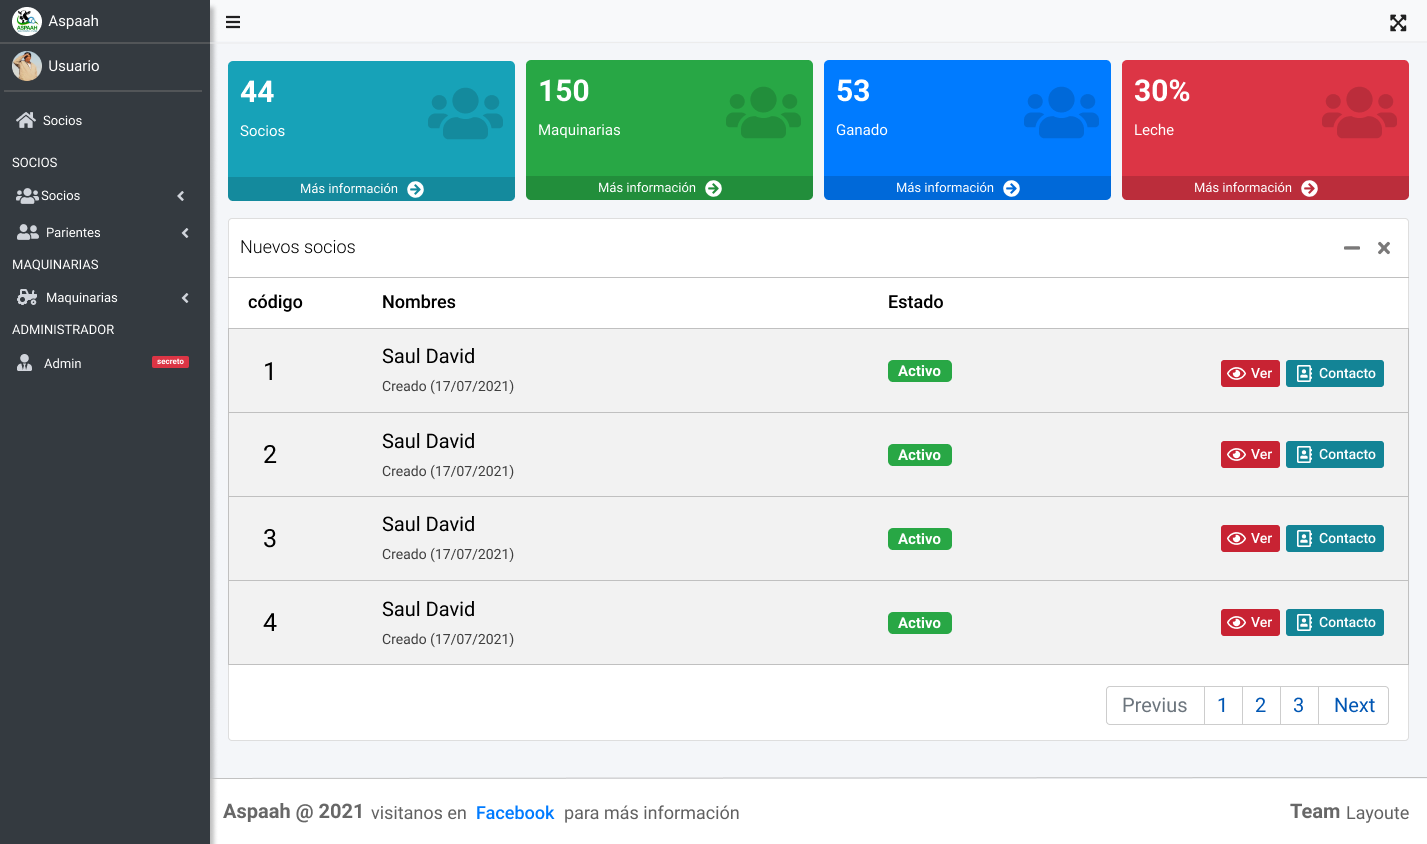 Aspaah
Usuario
Socios
SOCIOS
Socios
Parientes
MAQUINARIAS
Maquinarias
ADMINISTRADOR
Admin secreto
44
Socios
Más información
150
Maquinarias
Más información
53
Ganado
Más información
30%
Leche
Más información
Nuevos socios
código Nombres Estado
1 Saul David Activo Ver Contacto
Creado (17/07/2021)
2 Saul David Activo Ver Contacto
Creado (17/07/2021)
3 Saul David Activo Ver Contacto
Creado (17/07/2021)
4 Saul David Activo Ver Contacto
Creado (17/07/2021)
Previus 1 2 3 Next
Aspaah @ 2021 visitanos en Facebook para más información Team Layoute